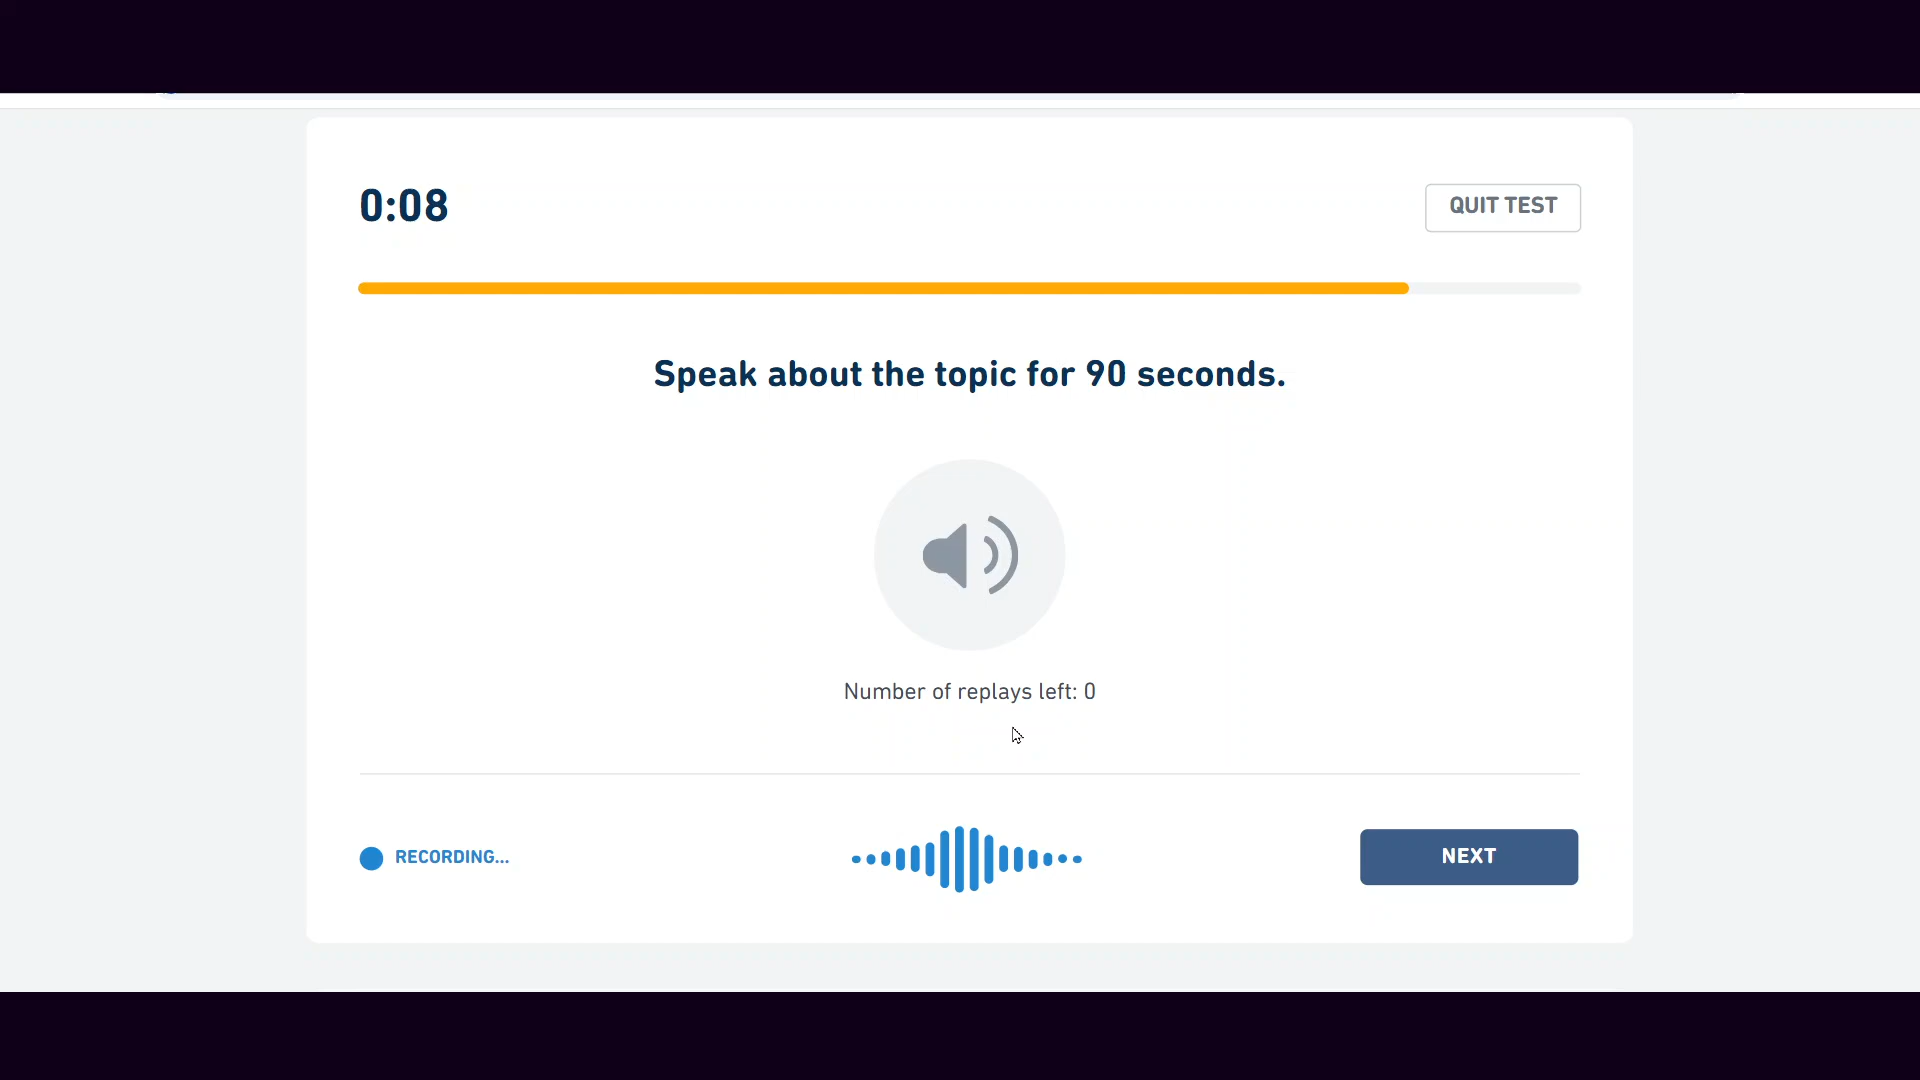 0:08
QUIT TEST
Speak about the topic for 90 seconds.
Number of replays left: 0
RECORDING...
NEXT